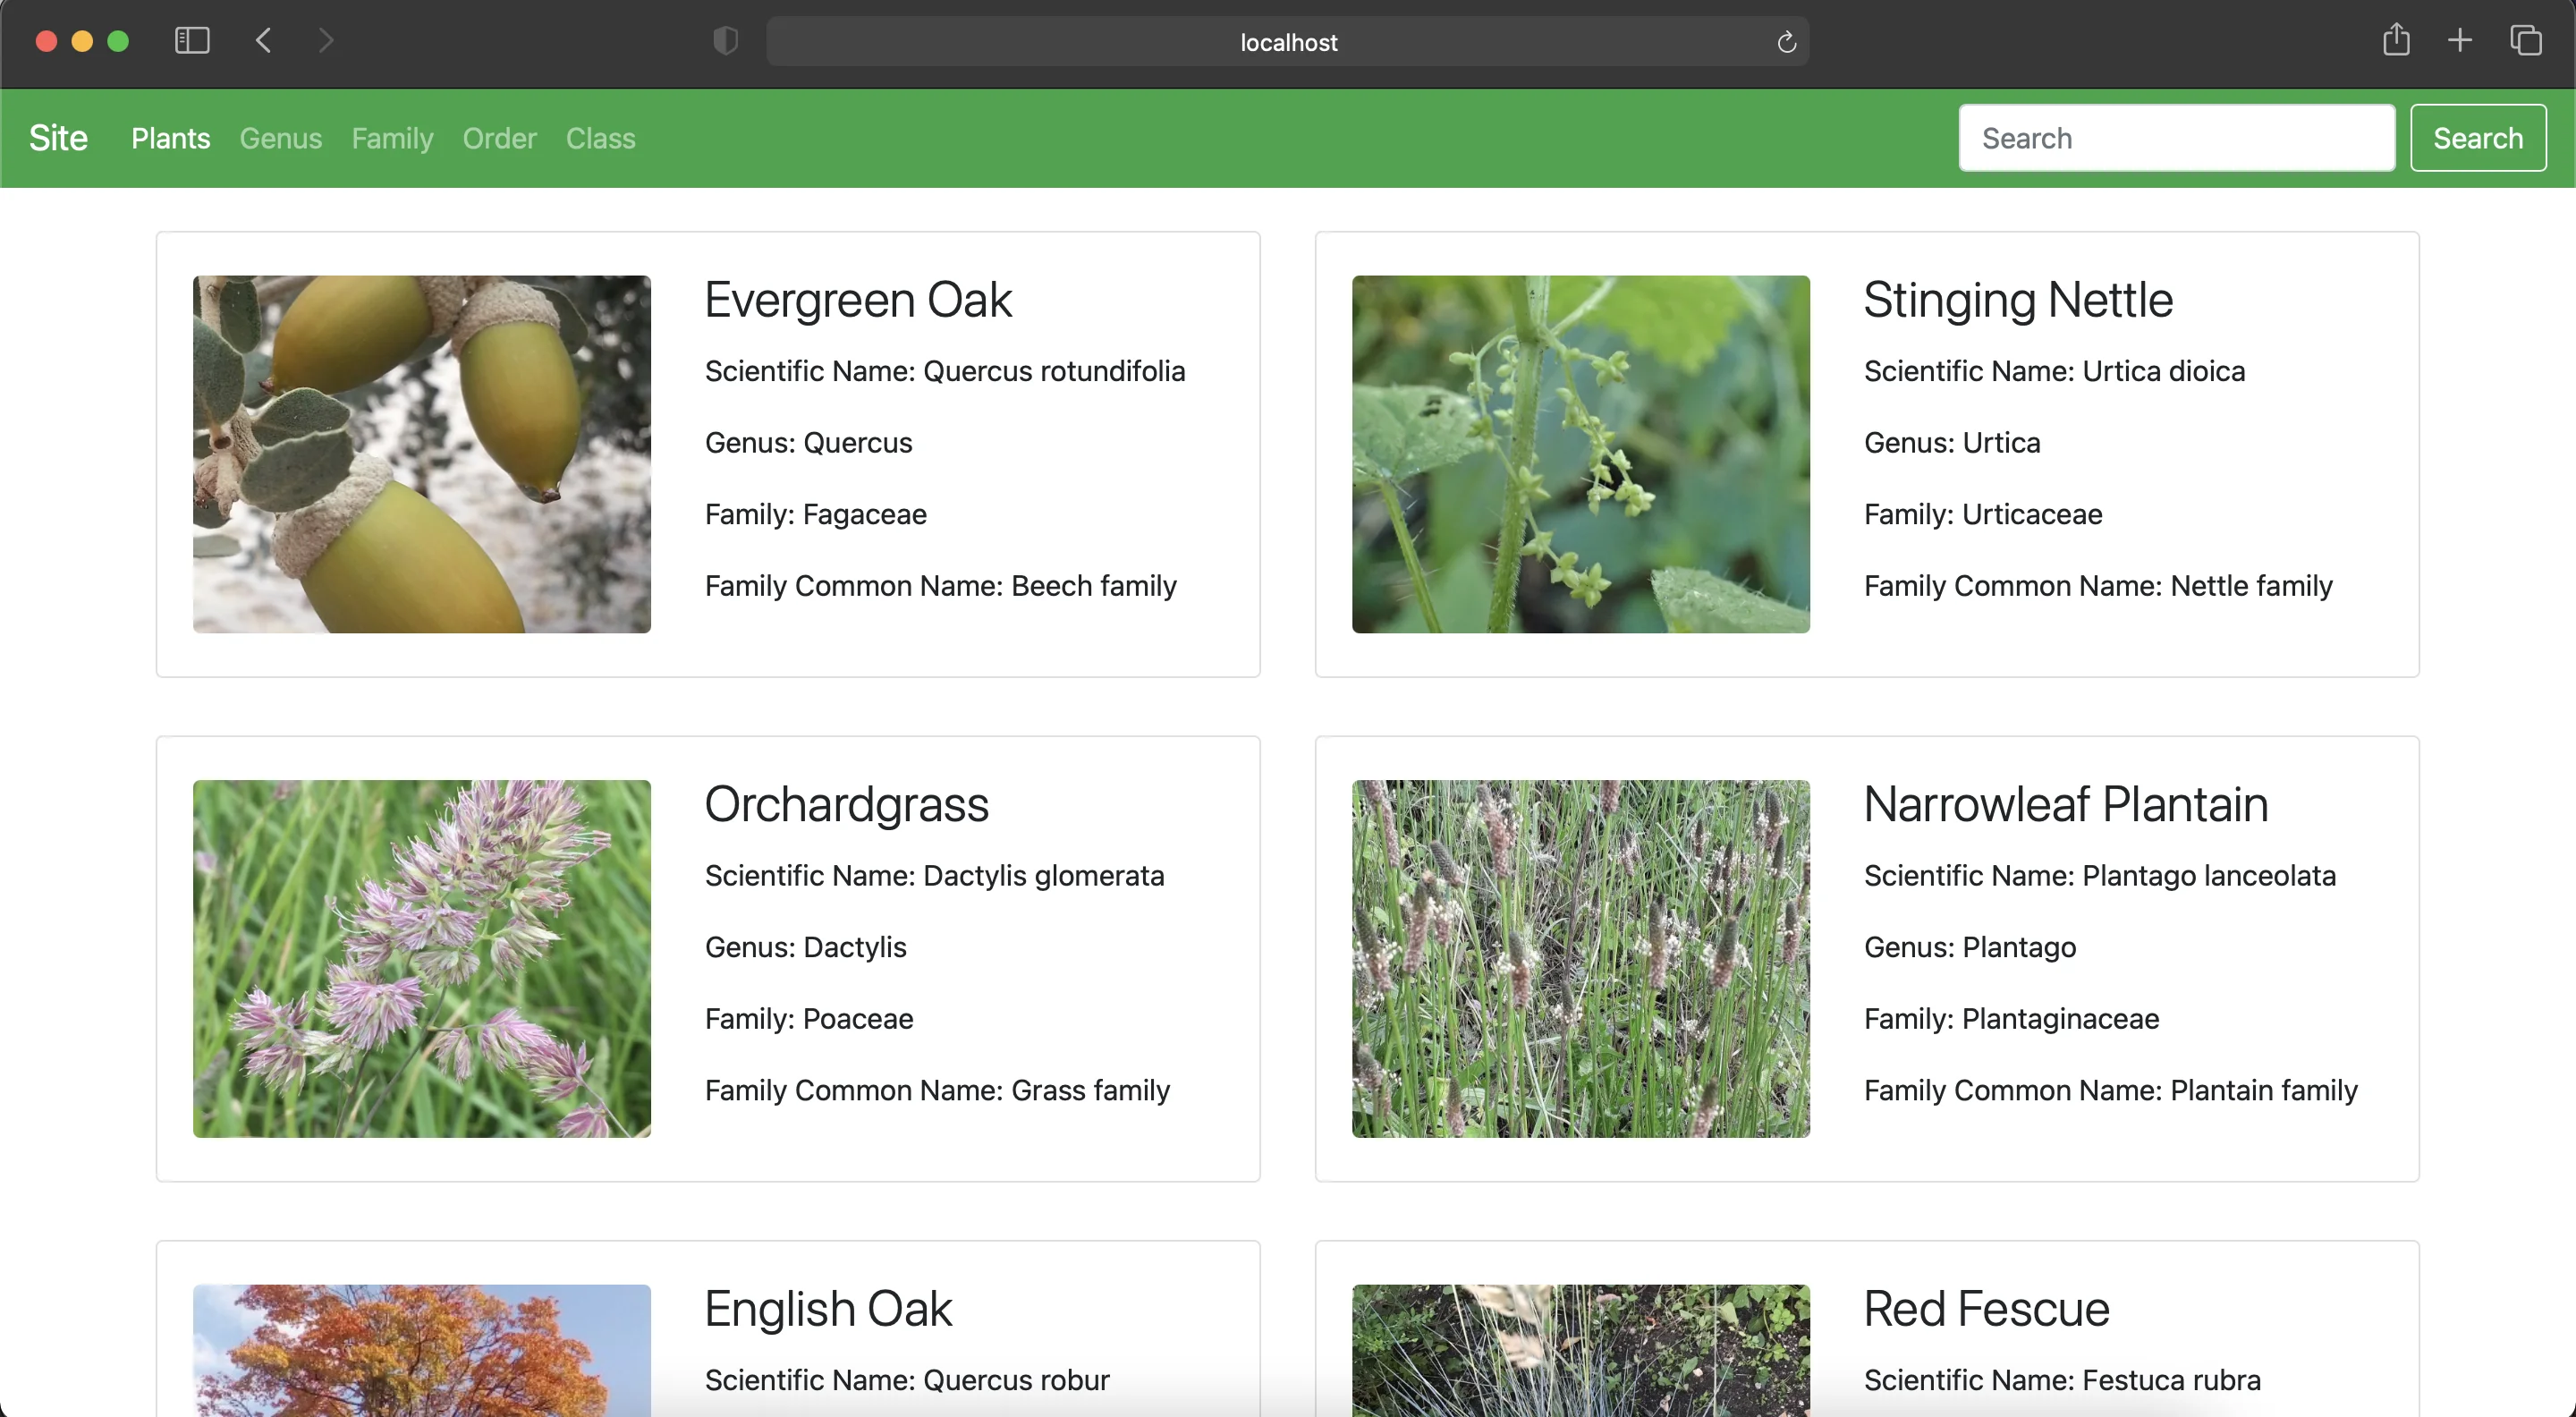 localhost
Site Plants Genus Family Order Class Search Search
Evergreen Oak
Scientific Name: Quercus rotundifolia
Genus: Quercus
Family: Fagaceae
Family Common Name: Beech family
Stinging Nettle
Scientific Name: Urtica dioica
Genus: Urtica
Family: Urticaceae
Family Common Name: Nettle family
Orchardgrass
Scientific Name: Dactylis glomerata
Genus: Dactylis
Family: Poaceae
Family Common Name: Grass family
Narrowleaf Plantain
Scientific Name: Plantago lanceolata
Genus: Plantago
Family: Plantaginaceae
Family Common Name: Plantain family
English Oak
Scientific Name: Quercus robur
Red Fescue
Scientific Name: Festuca rubra